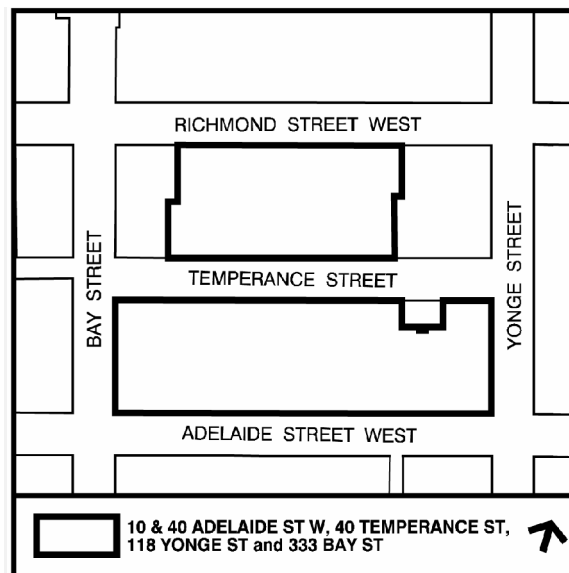 RICHMOND STREET WEST
BAY STREET
TEMPERANCE STREET
YONGE STREET
ADELAIDE STREET WEST
10 & 40 ADELAIDE ST W, 40 TEMPERANCE ST,
118 YONGE ST and 333 BAY ST